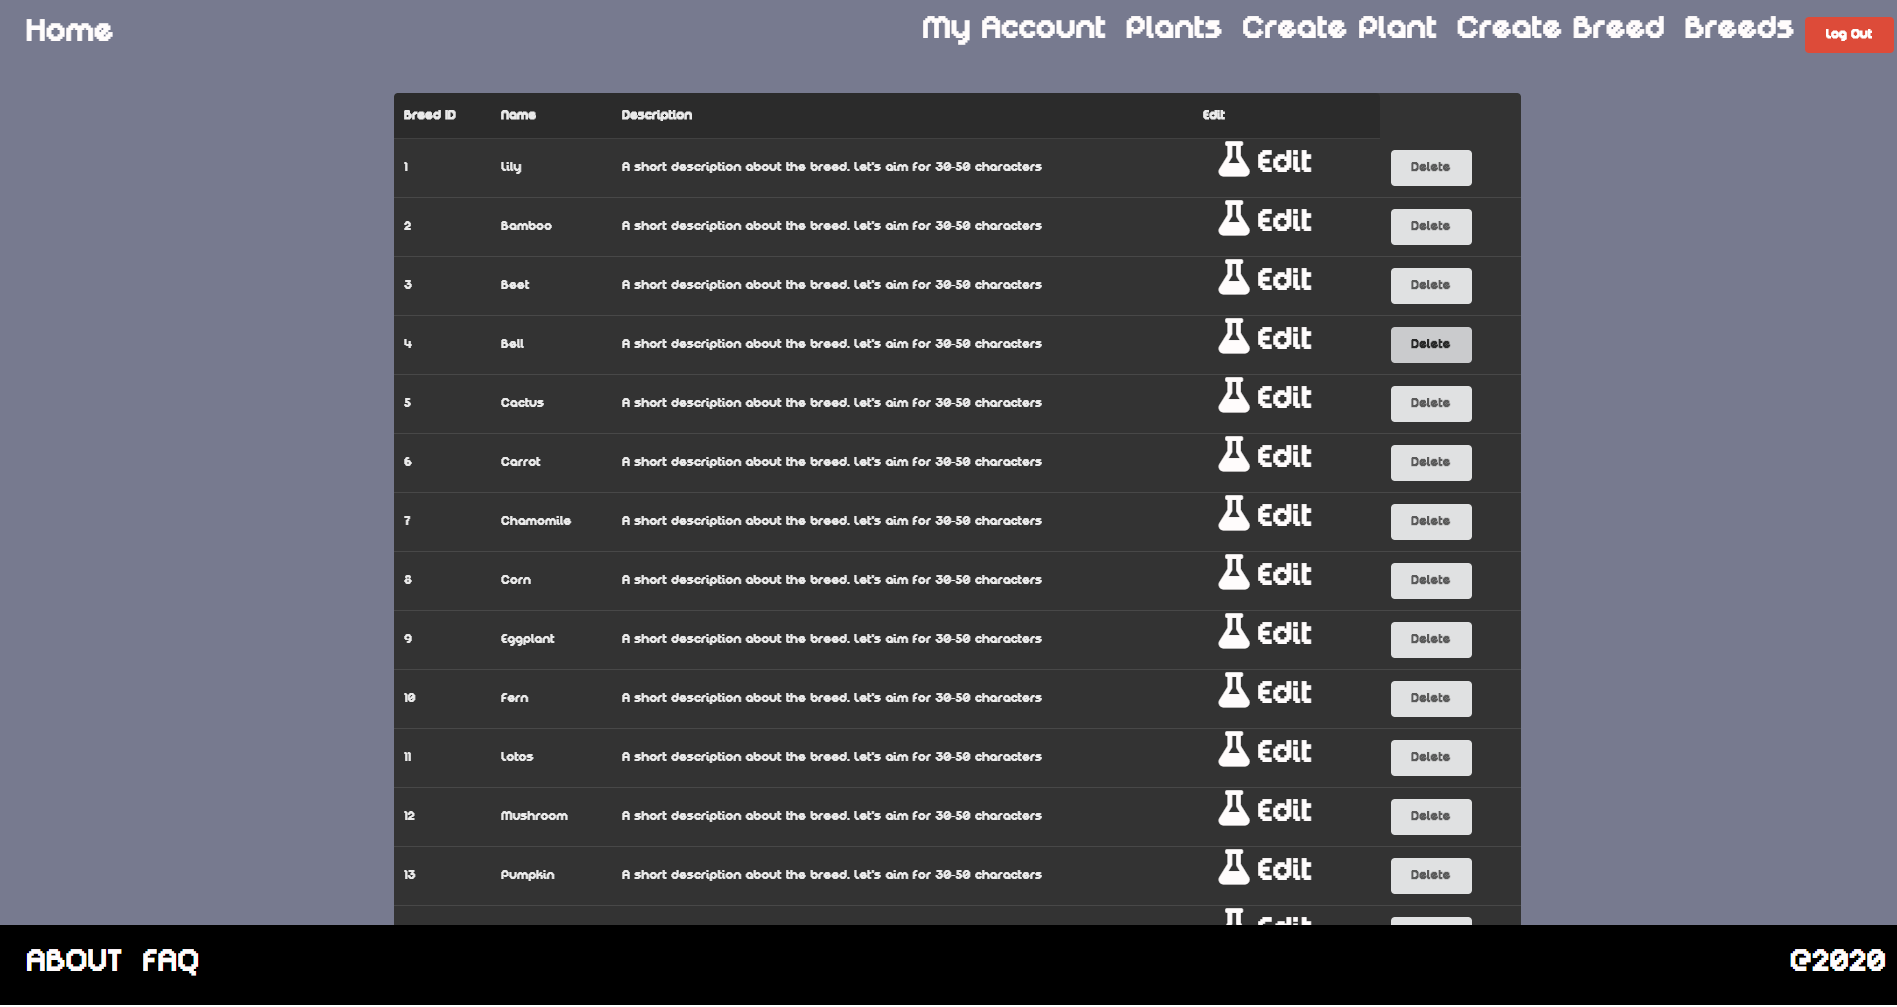 Home My Account Plants Create Plant Create Breed Breeds Log Out
Breed ID Name Description Edit
1 Lily A short description about the breed. Let's aim for 30-50 characters Edit Delete
2 Bamboo A short description about the breed. Let's aim for 30-50 characters Edit Delete
3 Beet A short description about the breed. Let's aim for 30-50 characters Edit Delete
4 Bell A short description about the breed. Let's aim for 30-50 characters Edit Delete
5 Cactus A short description about the breed. Let's aim for 30-50 characters Edit Delete
6 Carrot A short description about the breed. Let's aim for 30-50 characters Edit Delete
7 Chamomile A short description about the breed. Let's aim for 30-50 characters Edit Delete
8 Corn A short description about the breed. Let's aim for 30-50 characters Edit Delete
9 Eggplant A short description about the breed. Let's aim for 30-50 characters Edit Delete
10 Fern A short description about the breed. Let's aim for 30-50 characters Edit Delete
11 Lotos A short description about the breed. Let's aim for 30-50 characters Edit Delete
12 Mushroom A short description about the breed. Let's aim for 30-50 characters Edit Delete
13 Pumpkin A short description about the breed. Let's aim for 30-50 characters Edit Delete
Edit
ABOUT FAQ @2020